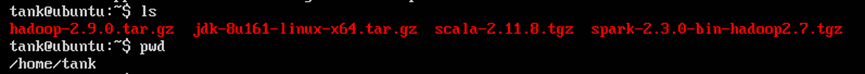 tank@ubuntu:~$ ls
hadoop-2.9.0.tar.gz  jdk-8u161-linux-x64.tar.gz  scala-2.11.8.tgz  spark-2.3.0-bin-hadoop2.7.tgz
tank@ubuntu:~$ pwd
/home/tank